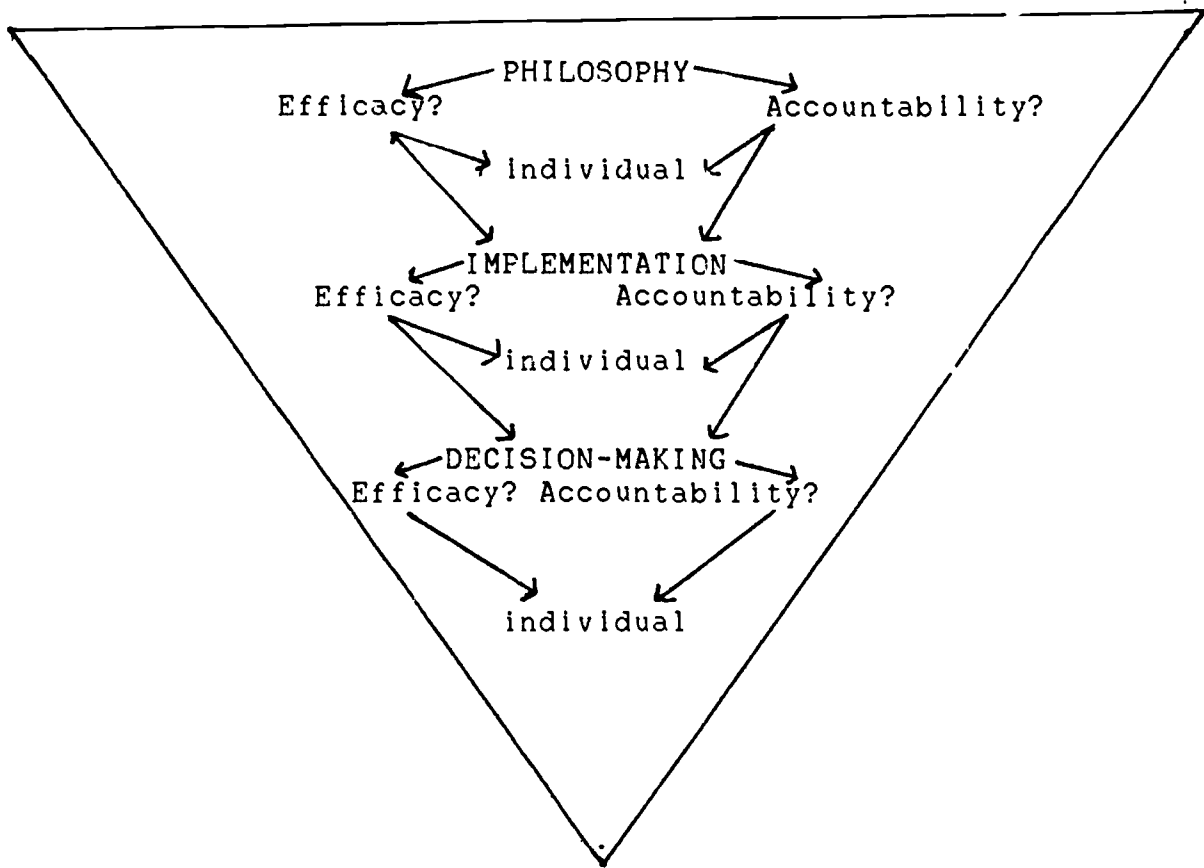 PHILOSOPHY
Efficacy? Accountability?
individual
IMPLEMENTATION
Efficacy? Accountability?
individual
DECISION-MAKING
Efficacy? Accountability?
individual